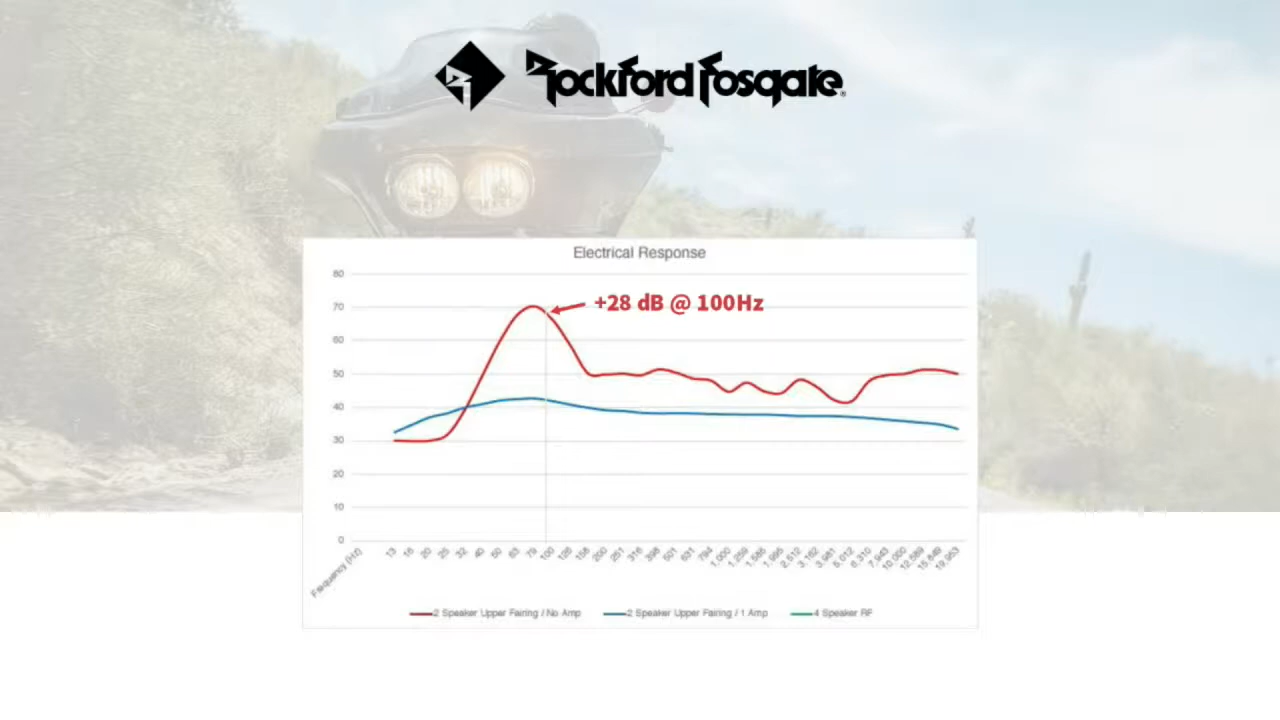 Rockford Fosgate®
Electrical Response
+28 dB @ 100Hz
80
70
60
50
40
30
20
10
0
Frequency (Hz) 13 16 20 25 32 40 50 63 79 100 126 158 200 251 316 398 501 631 794 1,000 1,259 1,585 1,995 2,512 3,162 3,981 5,012 6,310 7,943 10,000 12,589 15,849 19,953
2 Speaker Upper Fairing / No Amp 2 Speaker Upper Fairing / 1 Amp 4 Speaker RF